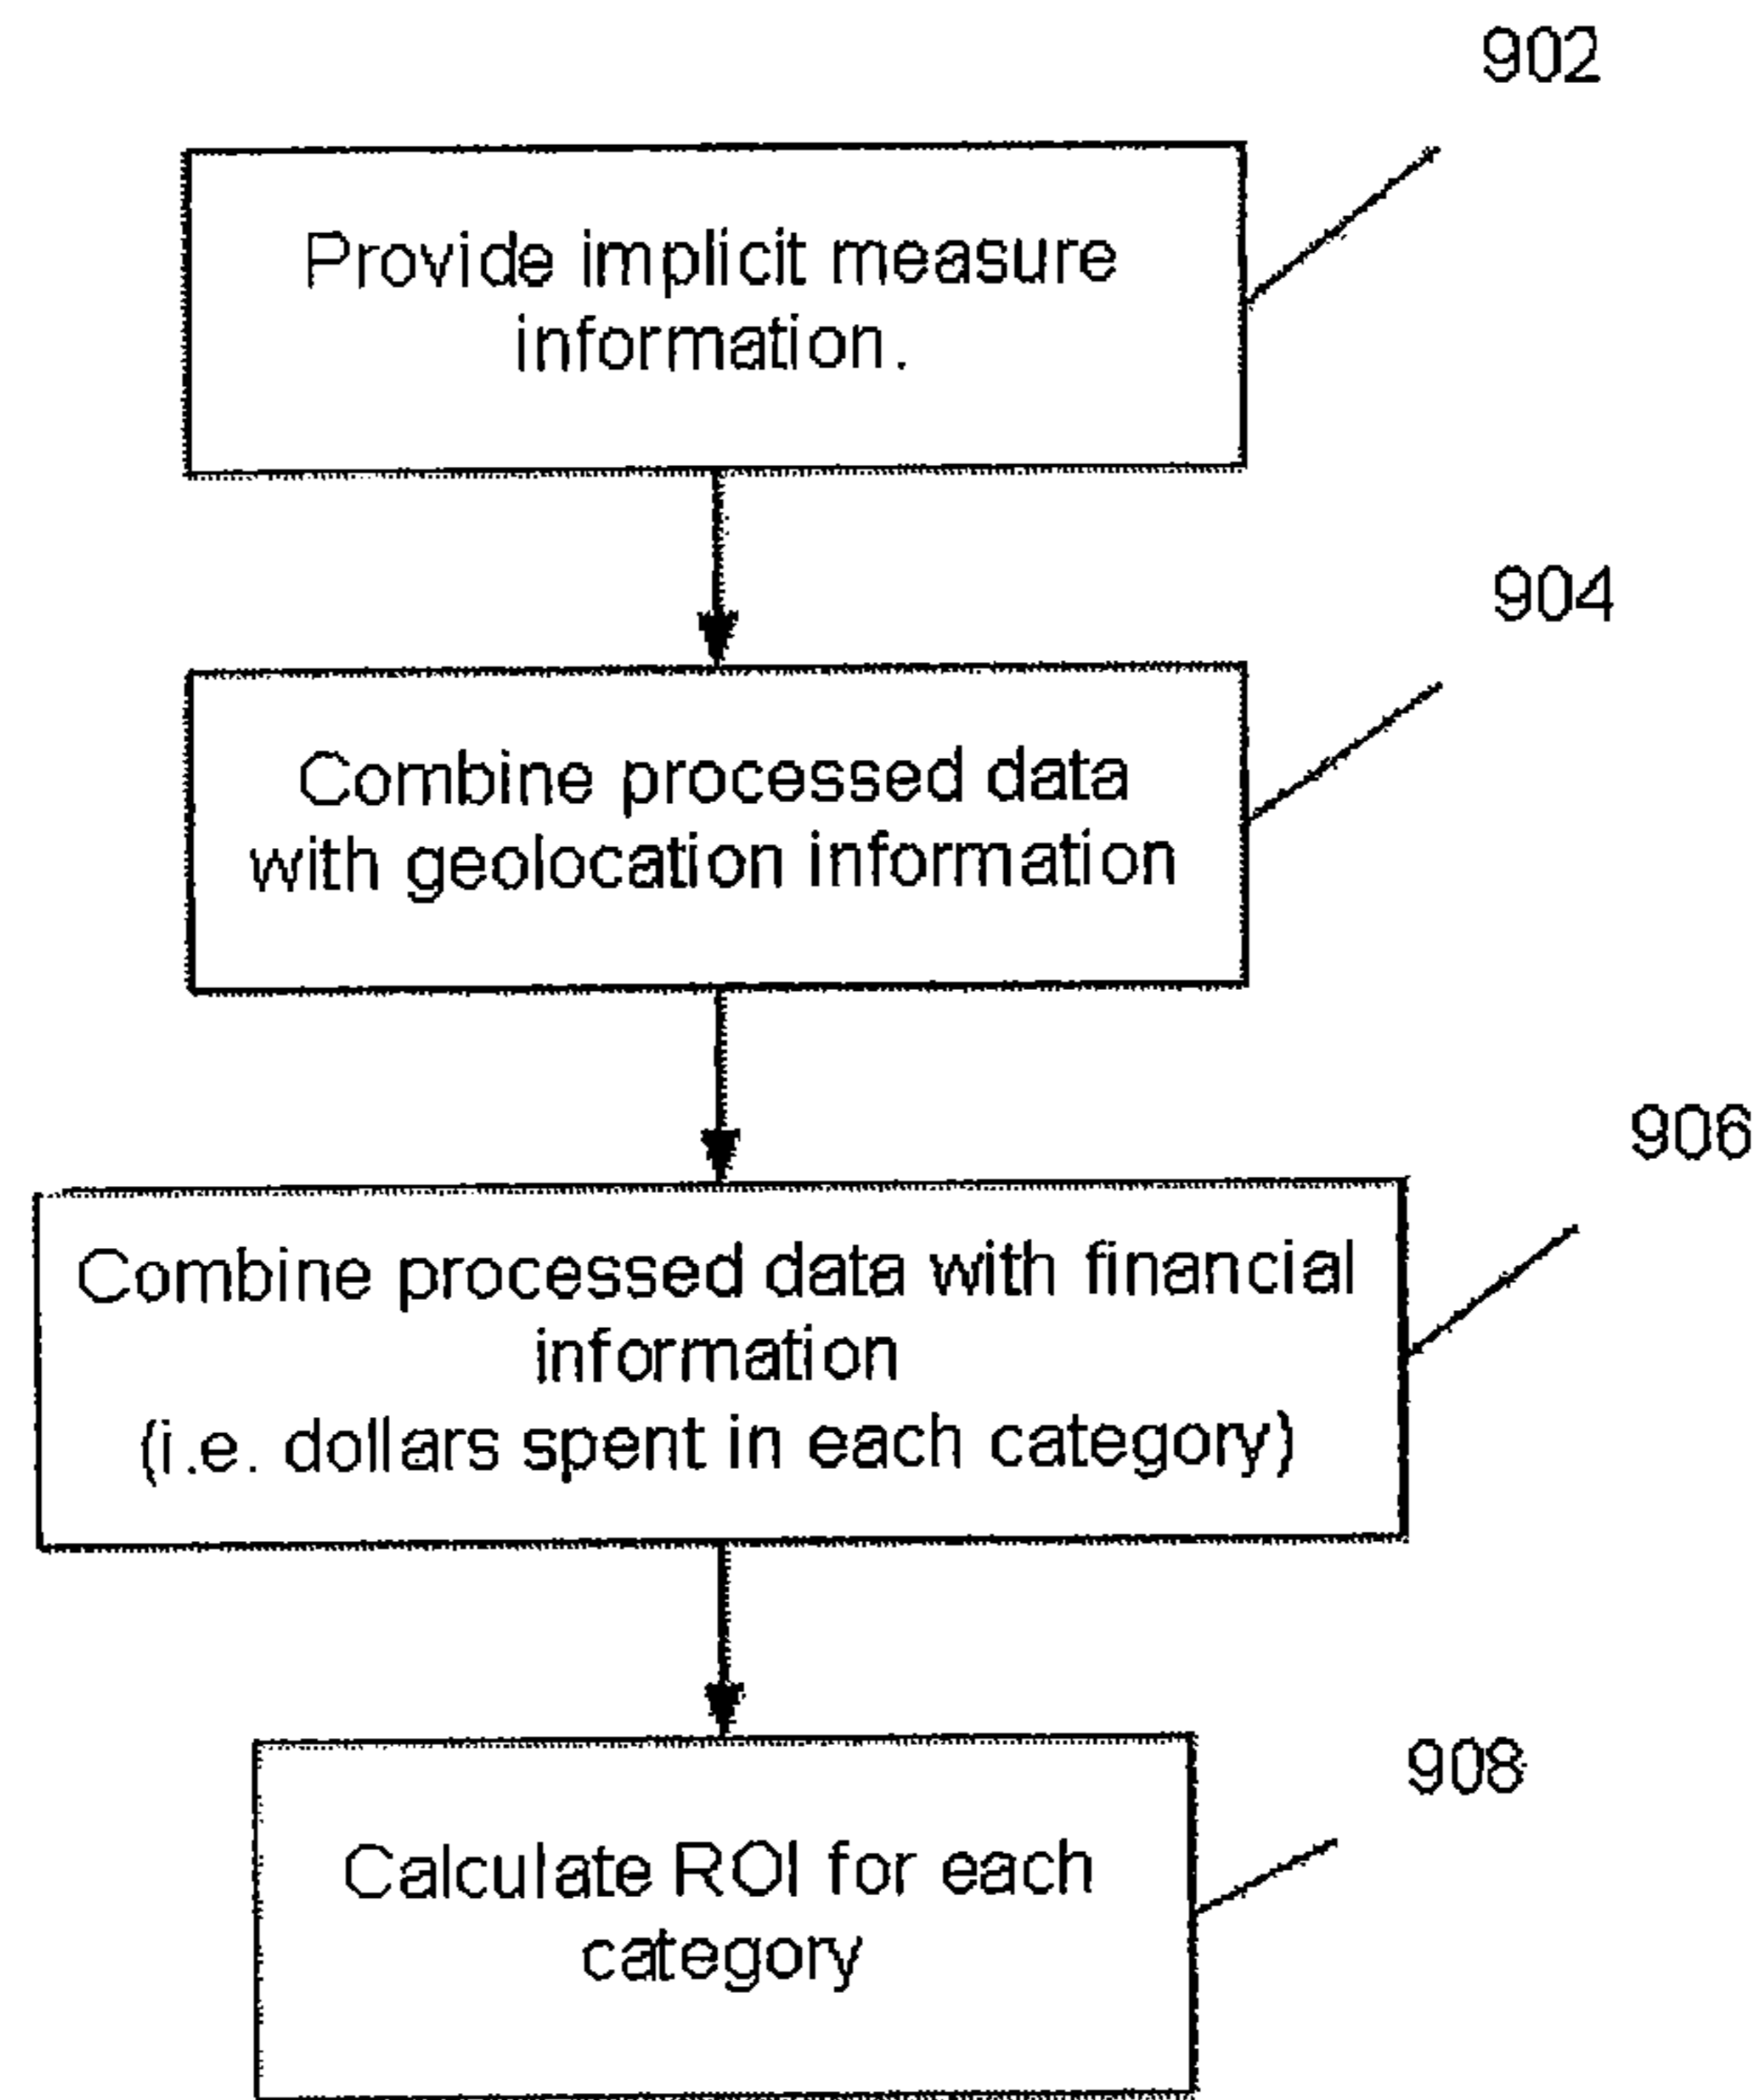 902
Provide implicit measure
information.
904
Combine processed data
with geolocation information
906
Combine processed data with financial
information
(i.e. dollars spent in each category)
908
Calculate ROI for each
category